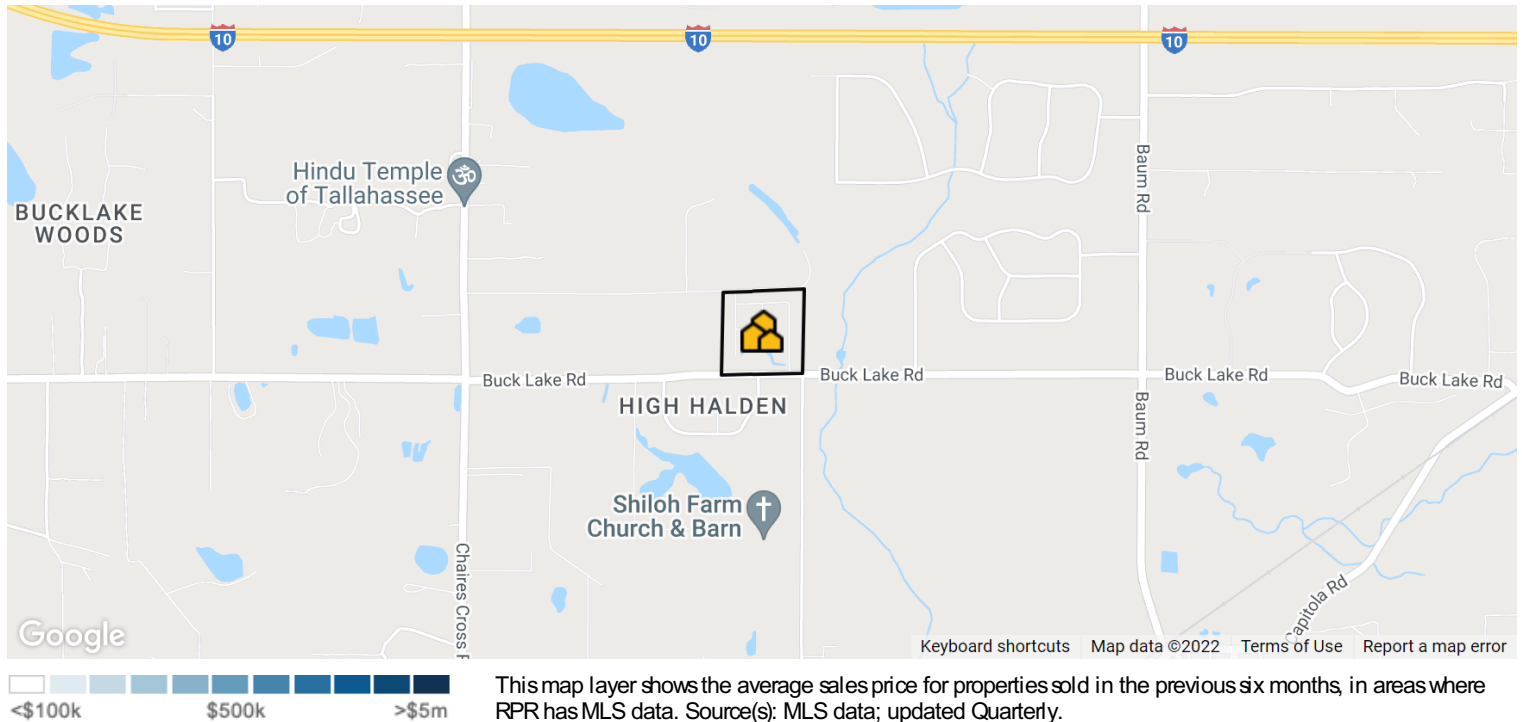 10
10
10
Hindu Temple
of Tallahassee
BUCKLAKE
WOODS
Baum Rd
Buck Lake Rd
Buck Lake Rd
Buck Lake Rd
Buck Lake Rd
HIGH HALDEN
Baum Rd
Shiloh Farm
Church & Barn
Chaires Cross R
Capitola Rd
Google
Keyboard shortcuts
Map data ©2022
Terms of Use
Report a map error
<$100k
$500k
>$5m
This map layer shows the average sales price for properties sold in the previous six months, in areas where
RPR has MLS data. Source(s): MLS data; updated Quarterly.